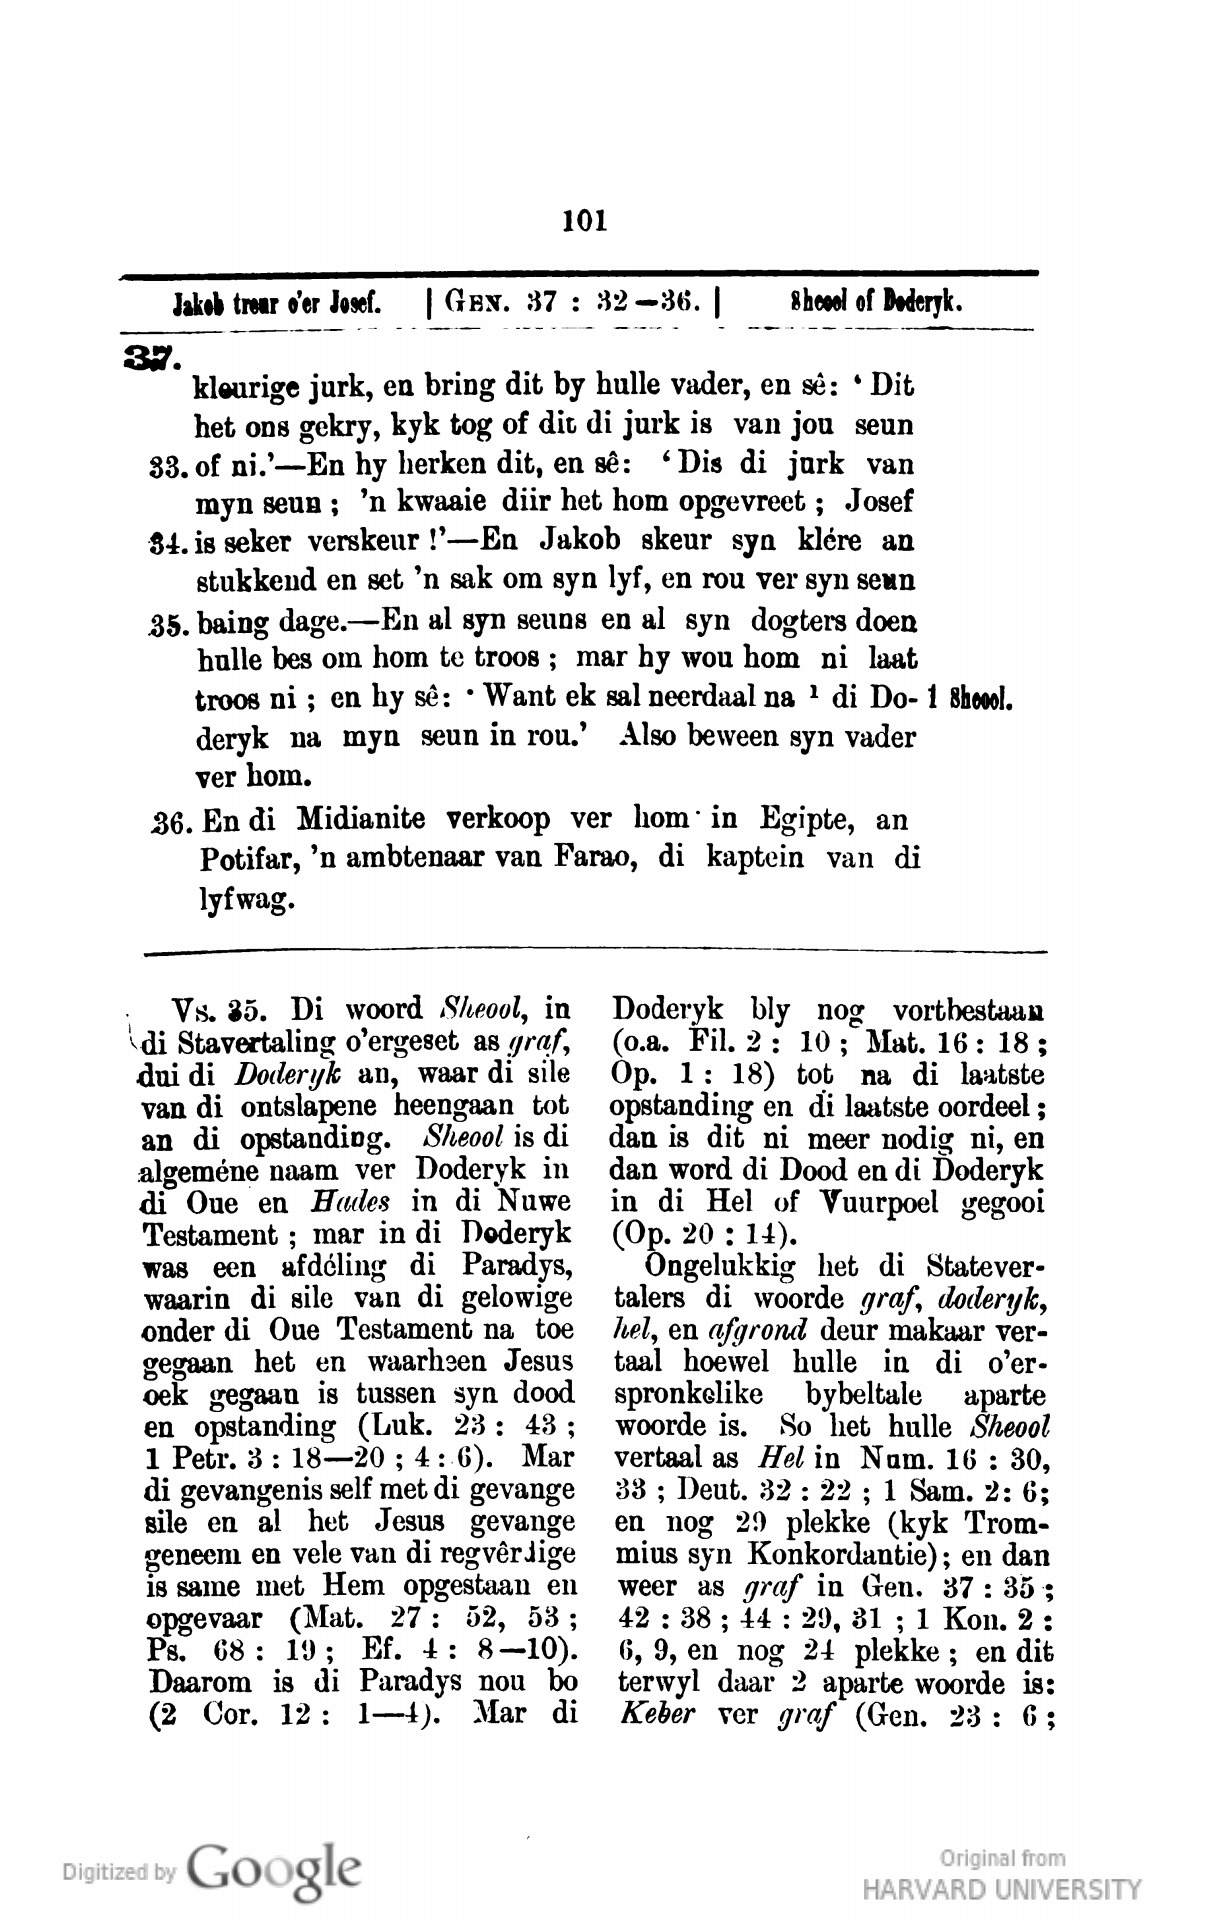 101
Jakob treur o'er Josef. | GEN. 37 : 32—36. | Sheool of Doderyk.
37.
kleurige jurk, en bring dit by hulle vader, en sê: ‘ Dit
het ons gekry, kyk tog of dit di jurk is van jou seun
33. of ni.’—En hy herken dit, en sê: ‘ Dis di jurk van
myn seun ; ’n kwaaie diir het hom opgevreet ; Josef
34. is seker verskeur !’—En Jakob skeur syn klére an
stukkend en set ’n sak om syn lyf, en rou ver syn seun
35. baing dage.—En al syn seuns en al syn dogters doen
hulle bes om hom te troos ; mar hy wou hom ni laat
troos ni ; en hy sê: ‘ Want ek sal neerdaal na ¹ di Do- 1 Sheool.
deryk na myn seun in rou.’ Also beween syn vader
ver hom.
36. En di Midianite verkoop ver hom in Egipte, an
Potifar, ’n ambtenaar van Farao, di kaptein van di
lyfwag.
Vs. 35. Di woord Sheool, in
di Stavertaling o’ergeset as graf,
dui di Doderyk an, waar di sile
van di ontslapene heengaan tot
an di opstanding. Sheool is di
algeméne naam ver Doderyk in
di Oue en Hades in di Nuwe
Testament ; mar in di Doderyk
was een afdéling di Paradys,
waarin di sile van di gelowige
onder di Oue Testament na toe
gegaan het en waarheen Jesus
oek gegaan is tussen syn dood
en opstanding (Luk. 23 : 43 ;
1 Petr. 3 : 18—20 ; 4 : 6). Mar
di gevangenis self met di gevange
sile en al het Jesus gevange
geneem en vele van di regvêrdige
is same met Hem opgestaan en
opgevaar (Mat. 27 : 52, 53 ;
Ps. 68 : 19 ; Ef. 4 : 8—10).
Daarom is di Paradys nou bo
(2 Cor. 12 : 1—4). Mar di
Doderyk bly nog vortbestaan
(o.a. Fil. 2 : 10 ; Mat. 16 : 18 ;
Op. 1 : 18) tot na di laatste
opstanding en di laatste oordeel ;
dan is dit ni meer nodig ni, en
dan word di Dood en di Doderyk
in di Hel of Vuurpoel gegooi
(Op. 20 : 14).
Ongelukkig het di Statever-
talers di woorde graf, doderyk,
hel, en afgrond deur makaar ver-
taal hoewel hulle in di o’er-
spronkelike bybeltale aparte
woorde is. So het hulle Sheool
vertaal as Hel in Num. 16 : 30,
33 ; Deut. 32 : 22 ; 1 Sam. 2: 6;
en nog 29 plekke (kyk Trom-
mius syn Konkordantie) ; en dan
weer as graf in Gen. 37 : 35 ;
42 : 38 ; 44 : 29, 31 ; 1 Kon. 2 :
6, 9, en nog 24 plekke ; en dit
terwyl daar 2 aparte woorde is:
Keber ver graf (Gen. 23 : 6 ;
Digitized by Google
Original from
HARVARD UNIVERSITY